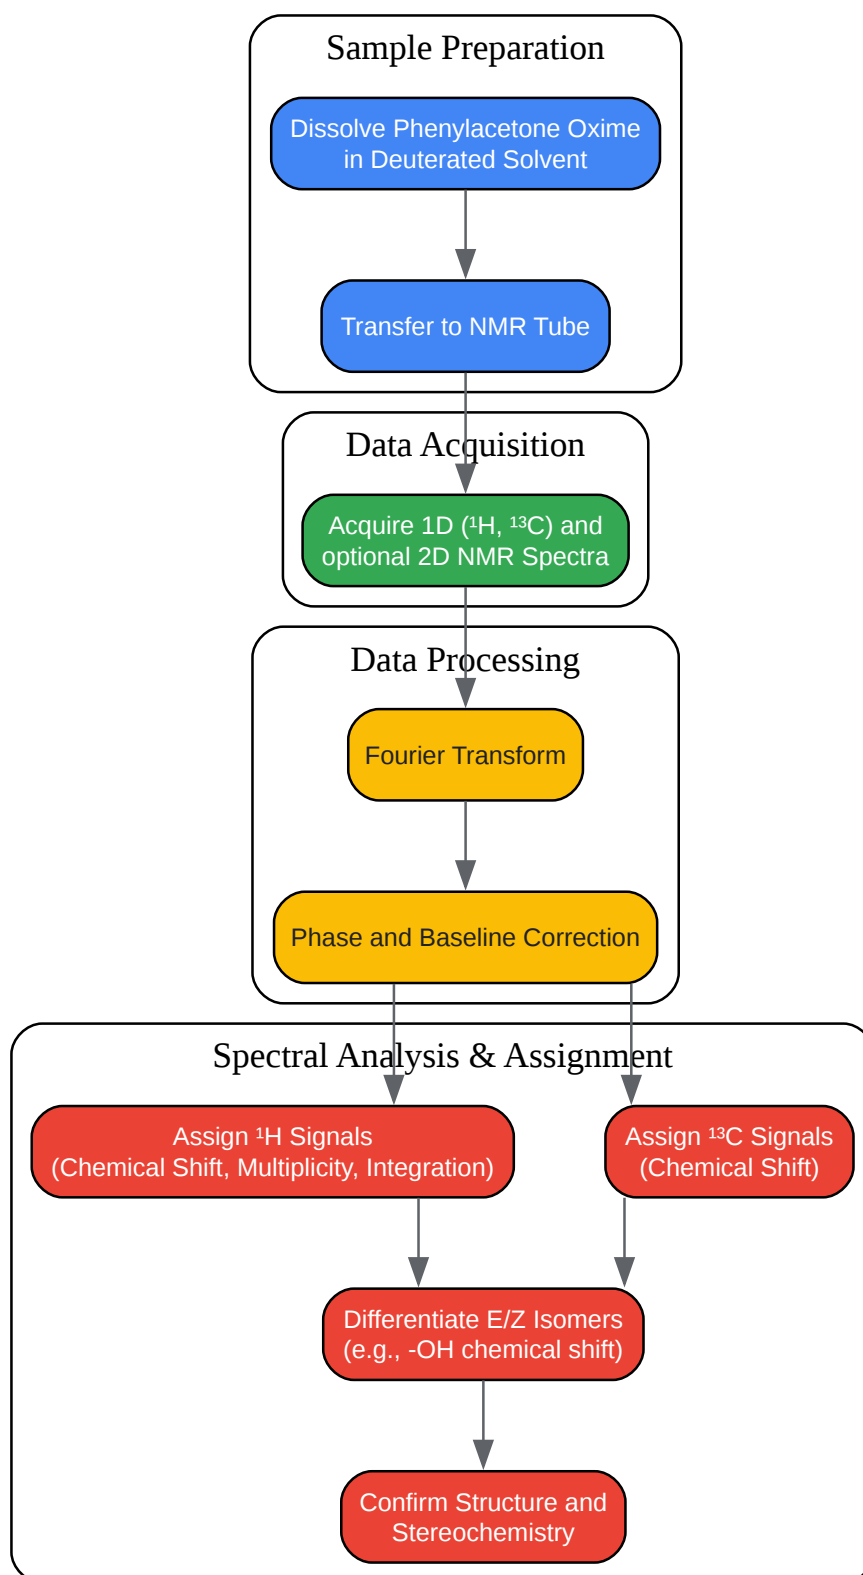 Sample Preparation
Dissolve Phenylacetone Oxime
in Deuterated Solvent
Transfer to NMR Tube
Data Acquisition
Acquire 1D (¹H, ¹³C) and
optional 2D NMR Spectra
Data Processing
Fourier Transform
Phase and Baseline Correction
Spectral Analysis & Assignment
Assign ¹H Signals
(Chemical Shift, Multiplicity, Integration)
Assign ¹³C Signals
(Chemical Shift)
Differentiate E/Z Isomers
(e.g., -OH chemical shift)
Confirm Structure and
Stereochemistry